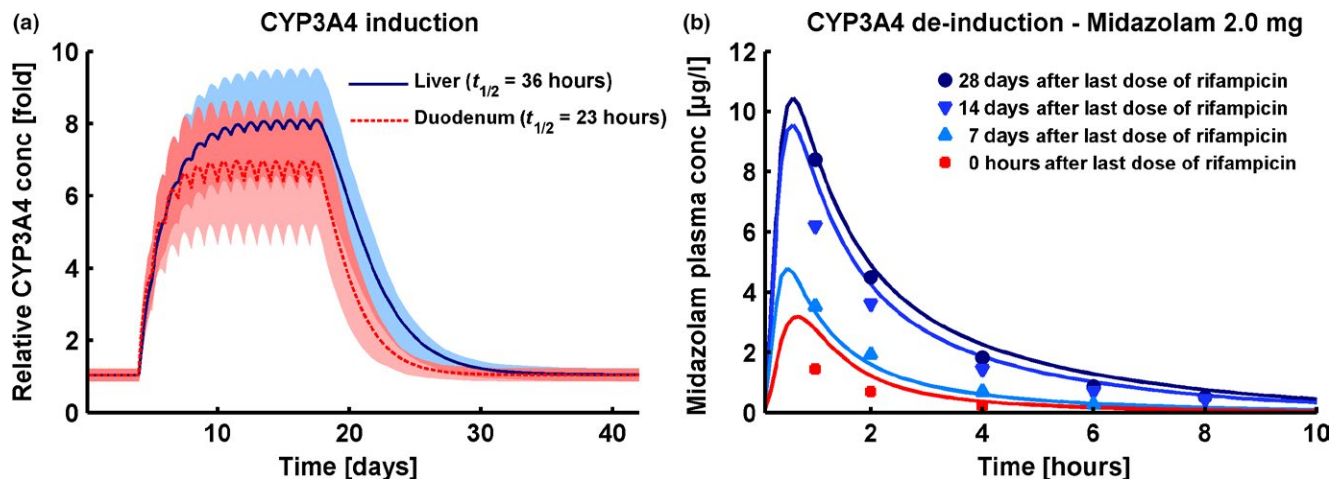 (a) CYP3A4 induction
Relative CYP3A4 conc [fold]
10
8
6
4
2
0
Liver (t1/2 = 36 hours)
Duodenum (t1/2 = 23 hours)
10 20 30 40
Time [days]
(b) CYP3A4 de-induction - Midazolam 2.0 mg
Midazolam plasma conc [µg/l]
12
10
8
6
4
2
0
28 days after last dose of rifampicin
14 days after last dose of rifampicin
7 days after last dose of rifampicin
0 hours after last dose of rifampicin
2 4 6 8 10
Time [hours]